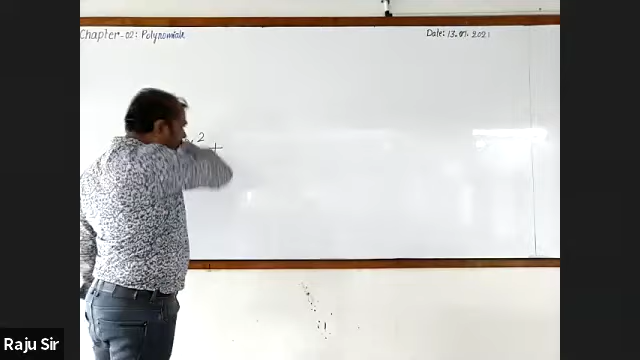 Chapter-02: Polynomials
Date: 13.07.2021
2 +
Raju Sir